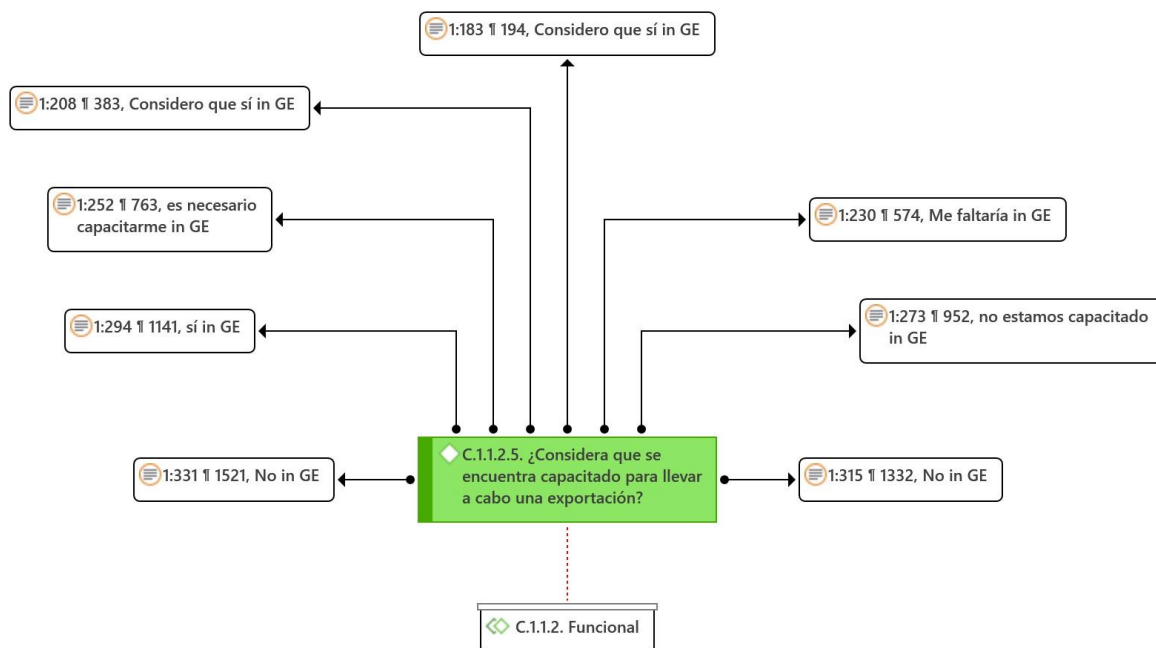 1:183 ¶ 194, Considero que sí in GE
1:208 ¶ 383, Considero que sí in GE
1:252 ¶ 763, es necesario
capacitarme in GE
1:230 ¶ 574, Me faltaría in GE
1:294 ¶ 1141, sí in GE
1:273 ¶ 952, no estamos capacitado
in GE
C.1.1.2.5. ¿Considera que se
encuentra capacitado para llevar
a cabo una exportación?
1:331 ¶ 1521, No in GE
1:315 ¶ 1332, No in GE
C.1.1.2. Funcional